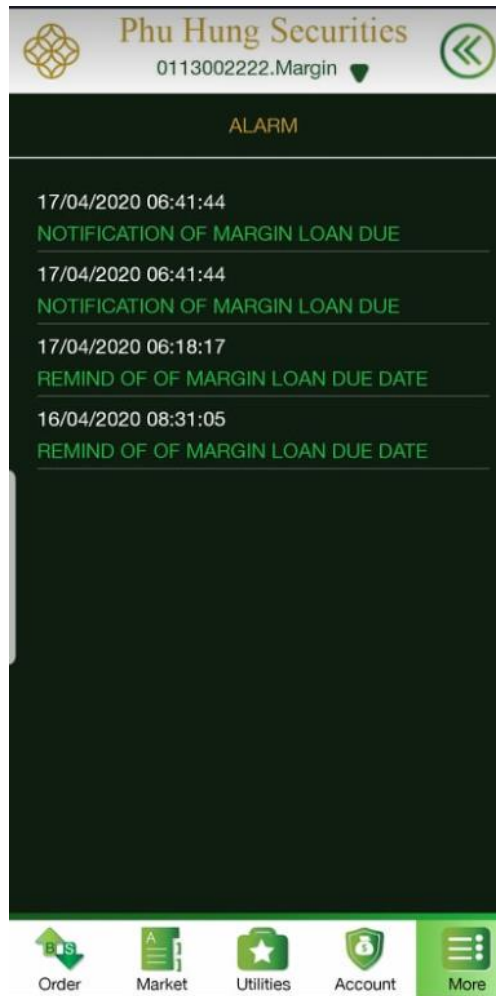 Phu Hung Securities
0113002222.Margin
ALARM
17/04/2020 06:41:44
NOTIFICATION OF MARGIN LOAN DUE
17/04/2020 06:41:44
NOTIFICATION OF MARGIN LOAN DUE
17/04/2020 06:18:17
REMIND OF OF MARGIN LOAN DUE DATE
16/04/2020 08:31:05
REMIND OF OF MARGIN LOAN DUE DATE
B S A $
Order Market Utilities Account More